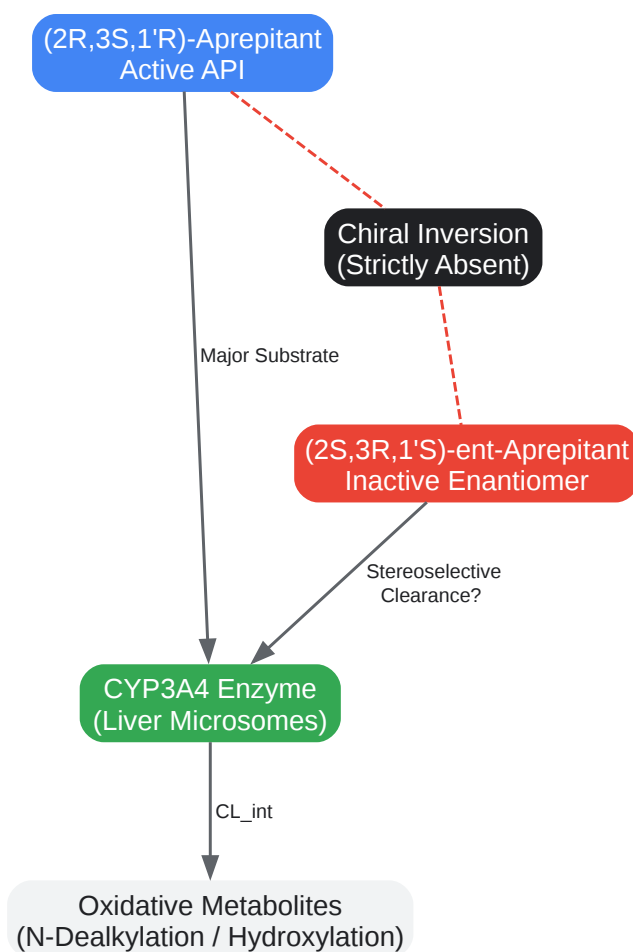 (2R,3S,1'R)-Aprepitant
Active API
Chiral Inversion
(Strictly Absent)
Major Substrate
(2S,3R,1'S)-ent-Aprepitant
Inactive Enantiomer
Stereoselective
Clearance?
CYP3A4 Enzyme
(Liver Microsomes)
CL_int
Oxidative Metabolites
(N-Dealkylation / Hydroxylation)